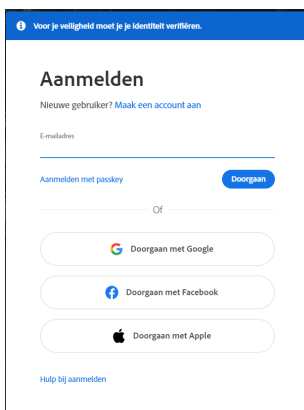 Voor je veiligheid moet je je identiteit verifiëren.
Aanmelden
Nieuwe gebruiker? Maak een account aan
E-mailadres
Aanmelden met passkey
Doorgaan
Of
Doorgaan met Google
Doorgaan met Facebook
Doorgaan met Apple
Hulp bij aanmelden